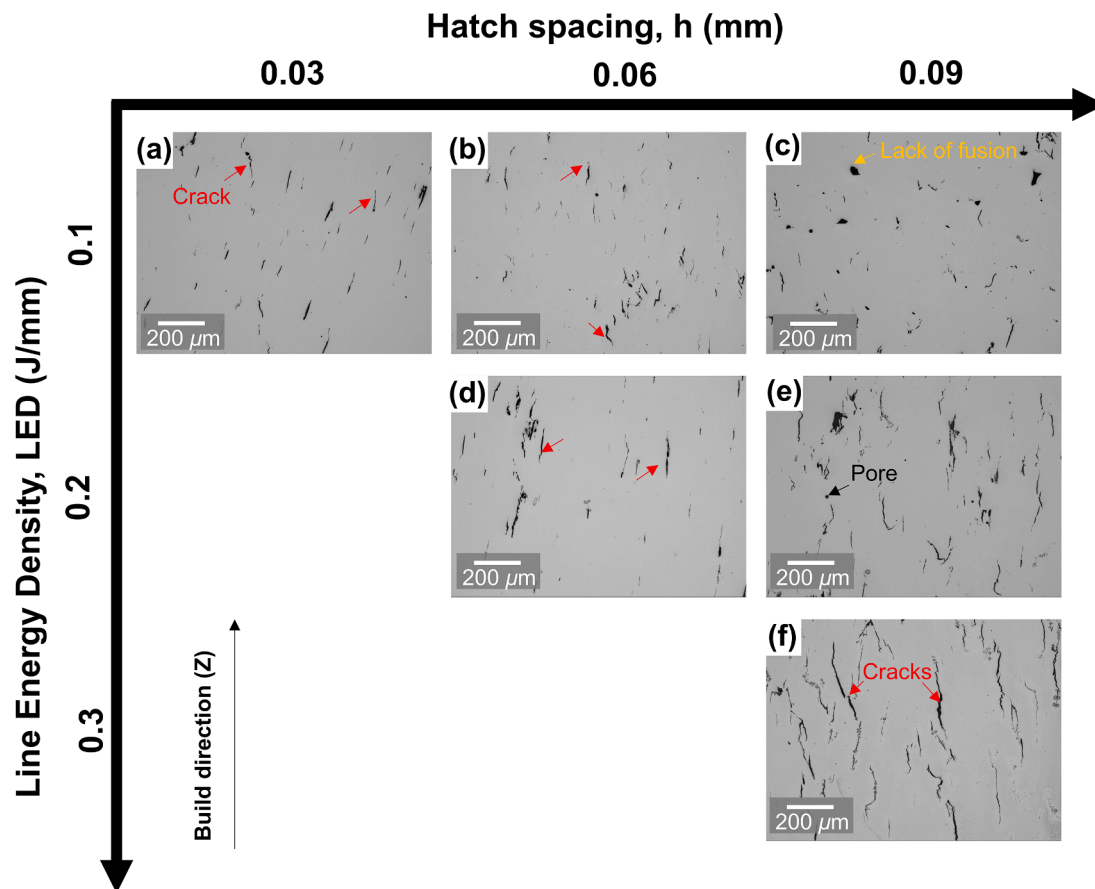 Hatch spacing, h (mm)
0.03 0.06 0.09
Line Energy Density, LED (J/mm)
0.1
0.2
0.3
(a)
Crack
200 µm
(b)
200 µm
(c)
Lack of fusion
200 µm
(d)
200 µm
(e)
Pore
200 µm
(f)
Cracks
200 µm
Build direction (Z)